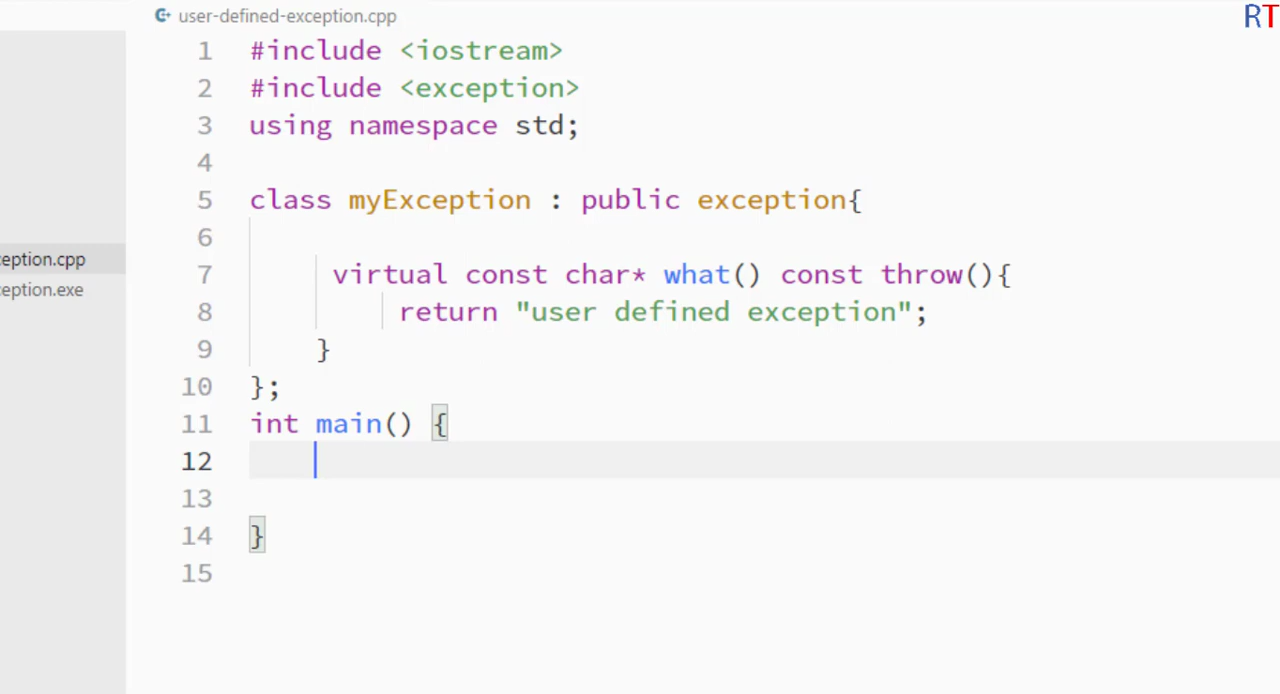 user-defined-exception.cpp
RT
1 #include <iostream>
2 #include <exception>
3 using namespace std;
4
5 class myException : public exception{
6
ception.cpp
7 virtual const char* what() const throw(){
ception.exe
8 return "user defined exception";
9 }
10 };
11 int main() {
12
13
14 }
15